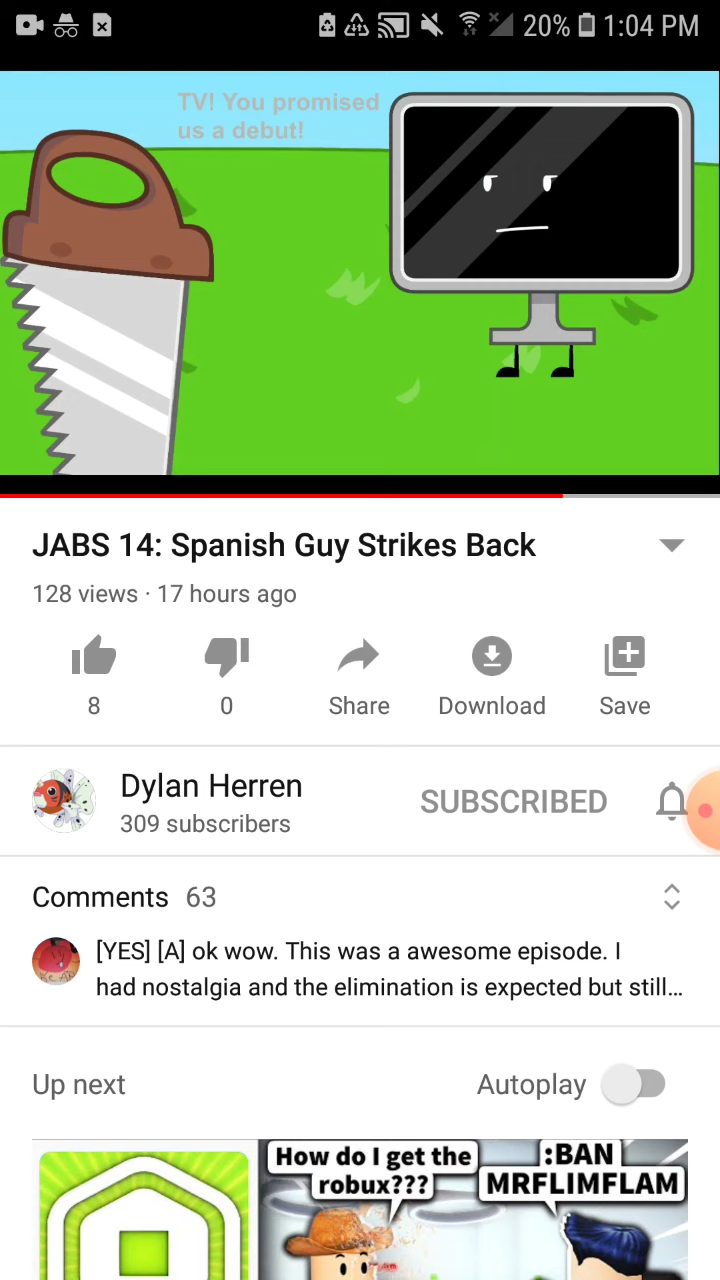 20% 1:04 PM
TV! You promised
us a debut!
JABS 14: Spanish Guy Strikes Back
128 views · 17 hours ago
8 0 Share Download Save
Dylan Herren
309 subscribers
SUBSCRIBED
Comments 63
[YES] [A] ok wow. This was a awesome episode. I
had nostalgia and the elimination is expected but still...
Up next Autoplay
How do I get the
robux???
:BAN
MRFLIMFLAM